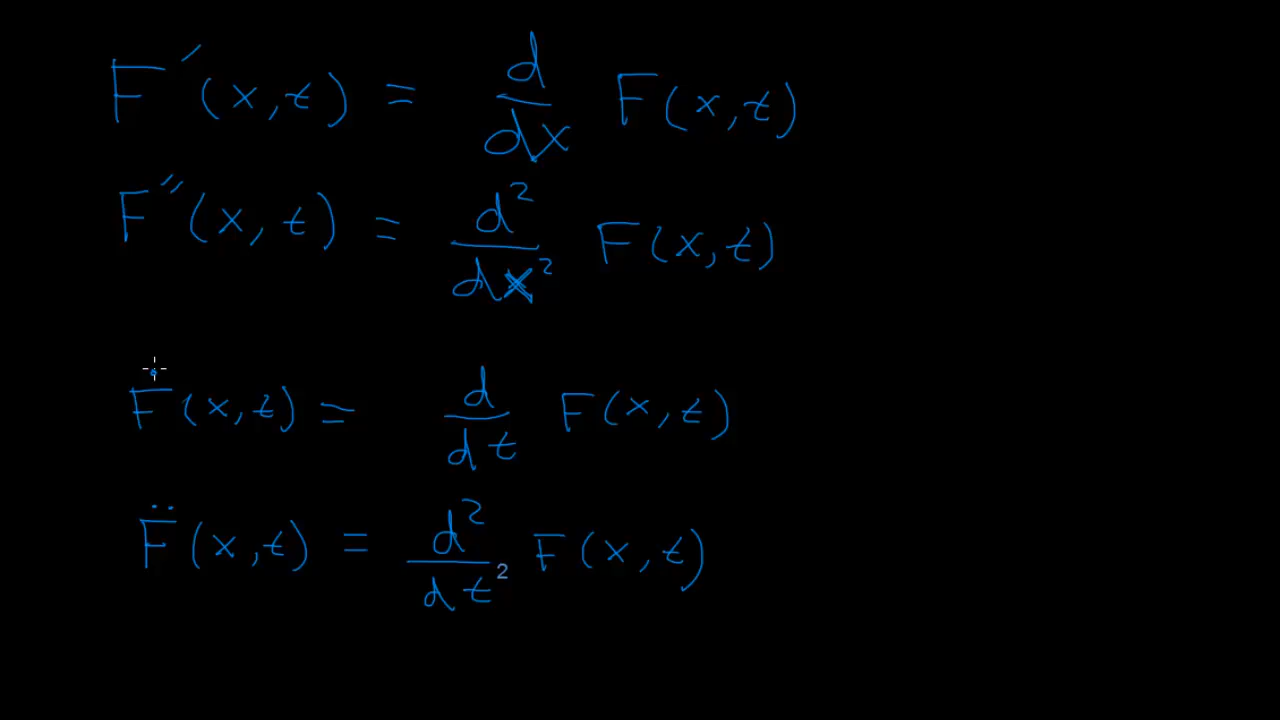 F′(x,t) = d/dx F(x,t)
F″(x,t) = d²/dx² F(x,t)
Ḟ(x,t) = d/dt F(x,t)
F̈(x,t) = d²/dt² F(x,t)